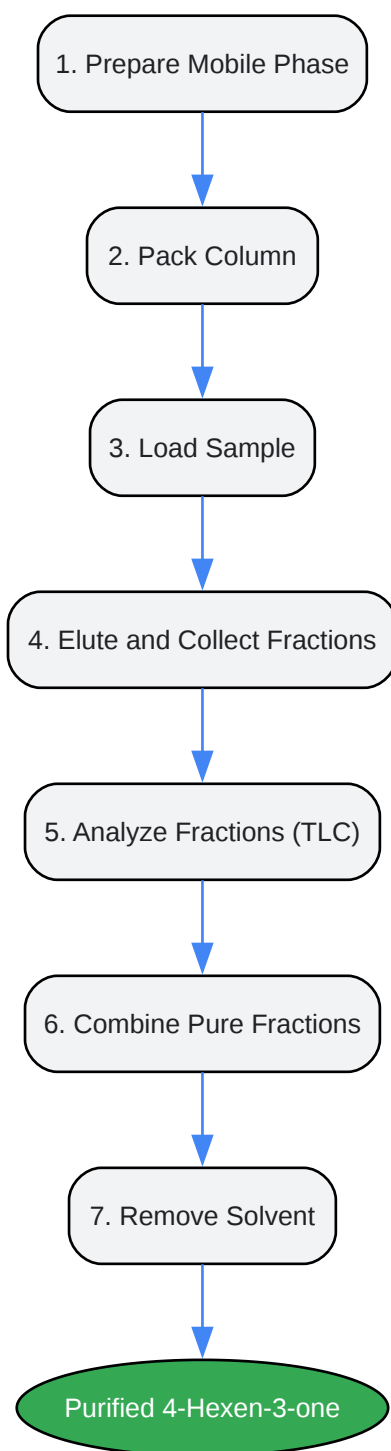 1. Prepare Mobile Phase
2. Pack Column
3. Load Sample
4. Elute and Collect Fractions
5. Analyze Fractions (TLC)
6. Combine Pure Fractions
7. Remove Solvent
Purified 4-Hexen-3-one